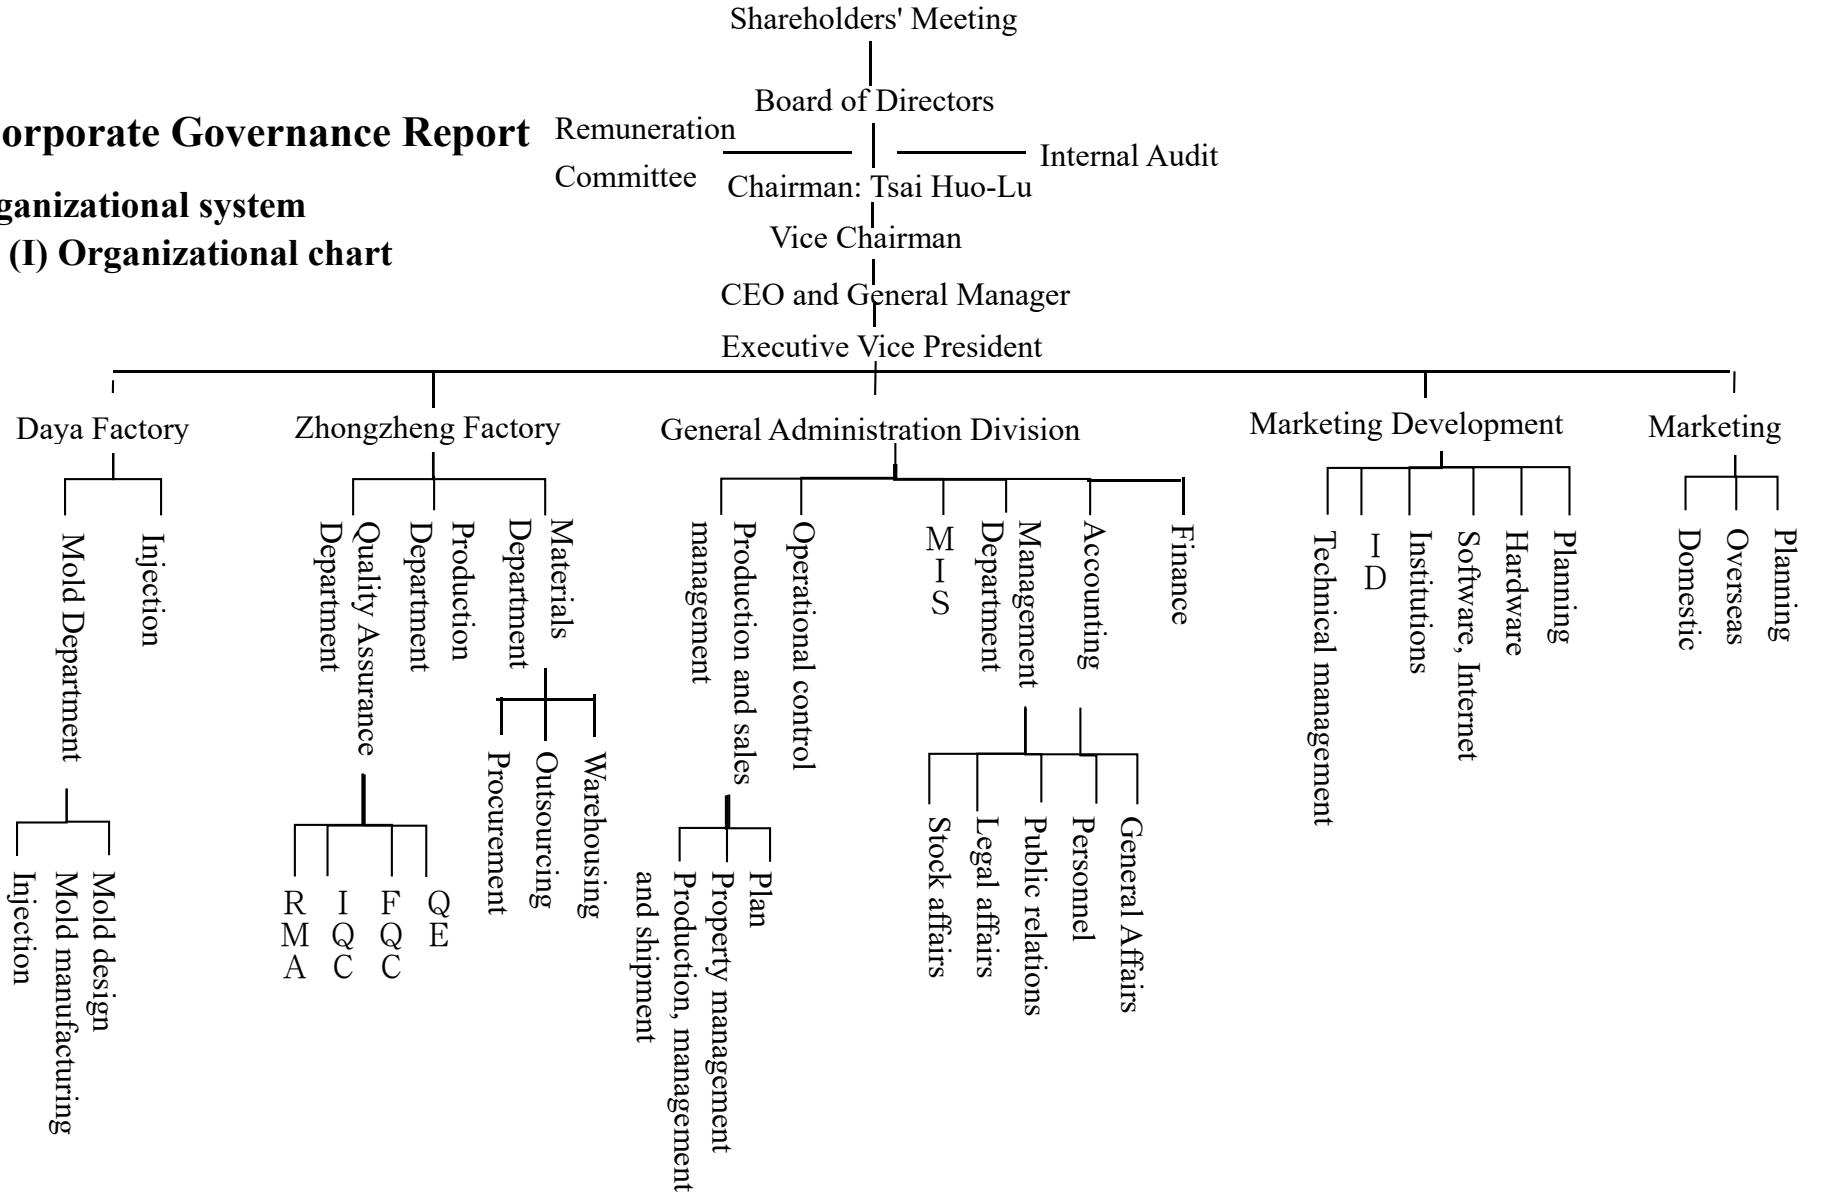 Shareholders' Meeting
Board of Directors
orporate Governance Report
Remuneration
Committee
Internal Audit
Chairman: Tsai Huo-Lu
ganizational system
Vice Chairman
(I) Organizational chart
CEO and General Manager
Executive Vice President
Daya Factory
Zhongzheng Factory
General Administration Division
Marketing Development
Marketing
Mold Department
Injection
Quality Assurance
Department
Production
Department
Materials
Department
Production and sales
management
Operational control
MIS
Management
Department
Accounting
Finance
Technical management
ID
Institutions
Software, Internet
Hardware
Planning
Domestic
Overseas
Planning
Procurement
Outsourcing
Warehousing
Injection
Mold manufacturing
Mold design
RMA
IQC
FQC
QE
Production, management
and shipment
Property management
Plan
Stock affairs
Legal affairs
Public relations
Personnel
General Affairs